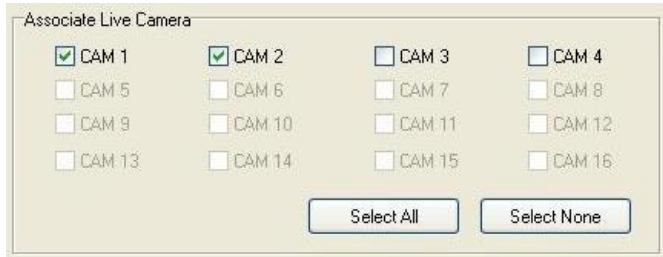 Associate Live Camera
CAM 1 CAM 2 CAM 3 CAM 4
CAM 5 CAM 6 CAM 7 CAM 8
CAM 9 CAM 10 CAM 11 CAM 12
CAM 13 CAM 14 CAM 15 CAM 16
Select All Select None